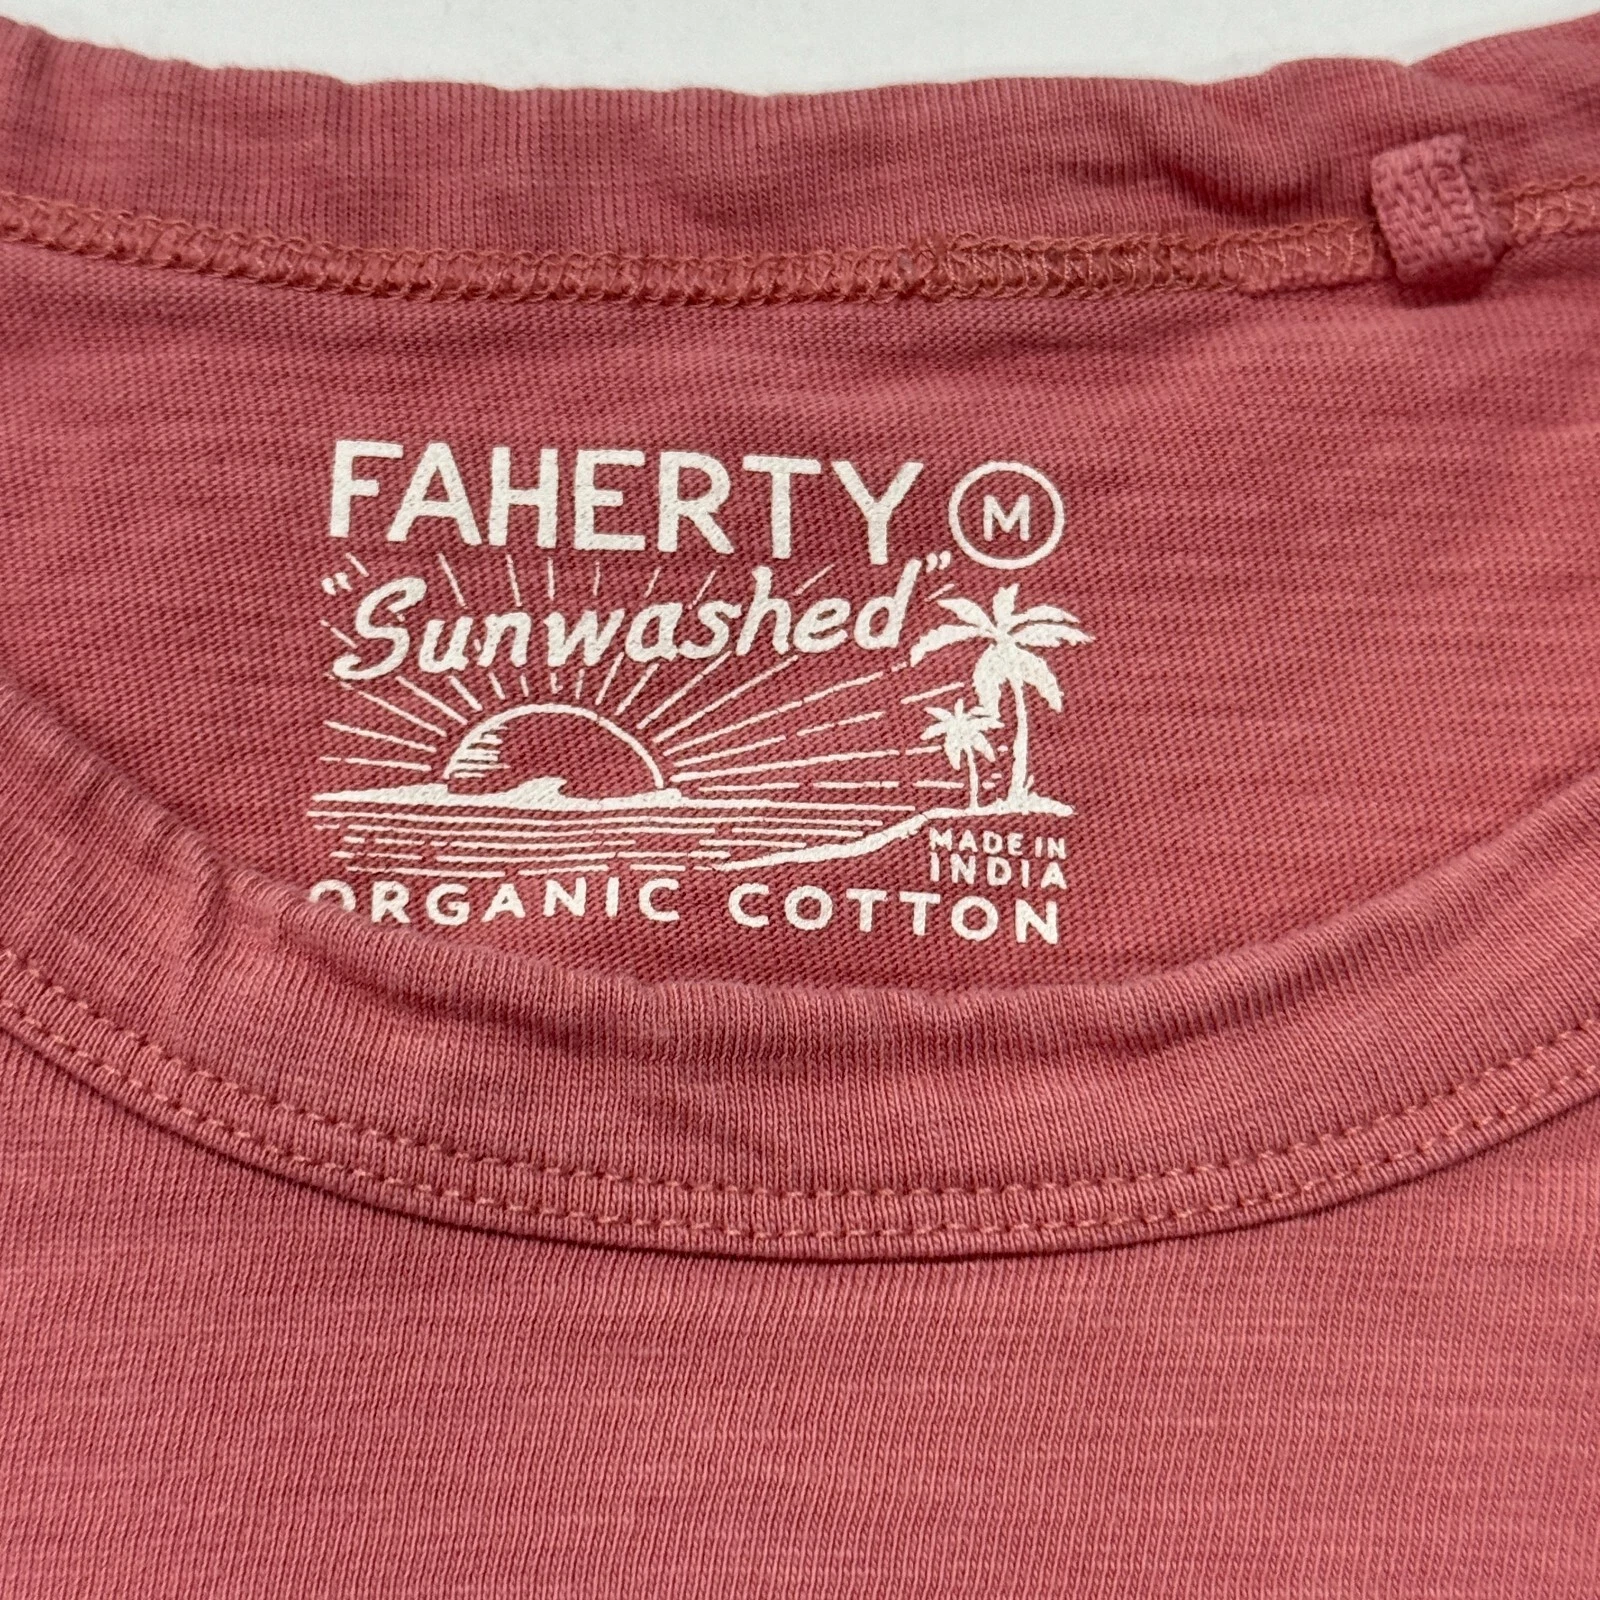 FAHERTY M
"Sunwashed"
MADE IN
INDIA
ORGANIC COTTON